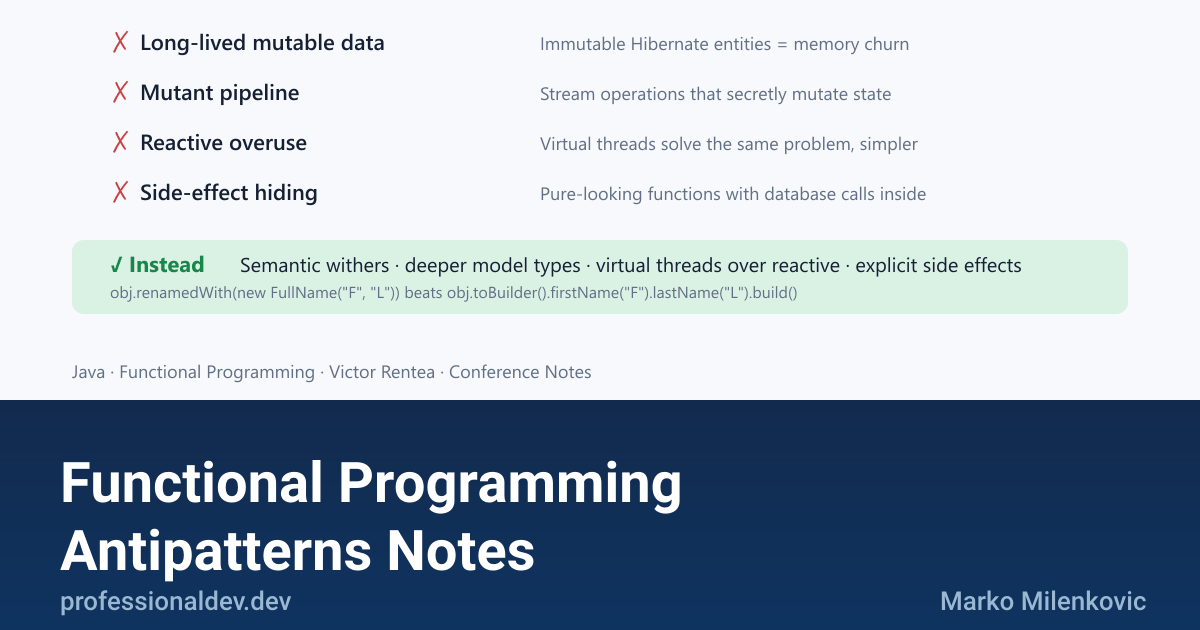 ✗ Long-lived mutable data Immutable Hibernate entities = memory churn
✗ Mutant pipeline Stream operations that secretly mutate state
✗ Reactive overuse Virtual threads solve the same problem, simpler
✗ Side-effect hiding Pure-looking functions with database calls inside
✓ Instead Semantic withers · deeper model types · virtual threads over reactive · explicit side effects
obj.renamedWith(new FullName("F", "L")) beats obj.toBuilder().firstName("F").lastName("L").build()
Java · Functional Programming · Victor Rentea · Conference Notes
Functional Programming
Antipatterns Notes
professionaldev.dev Marko Milenkovic